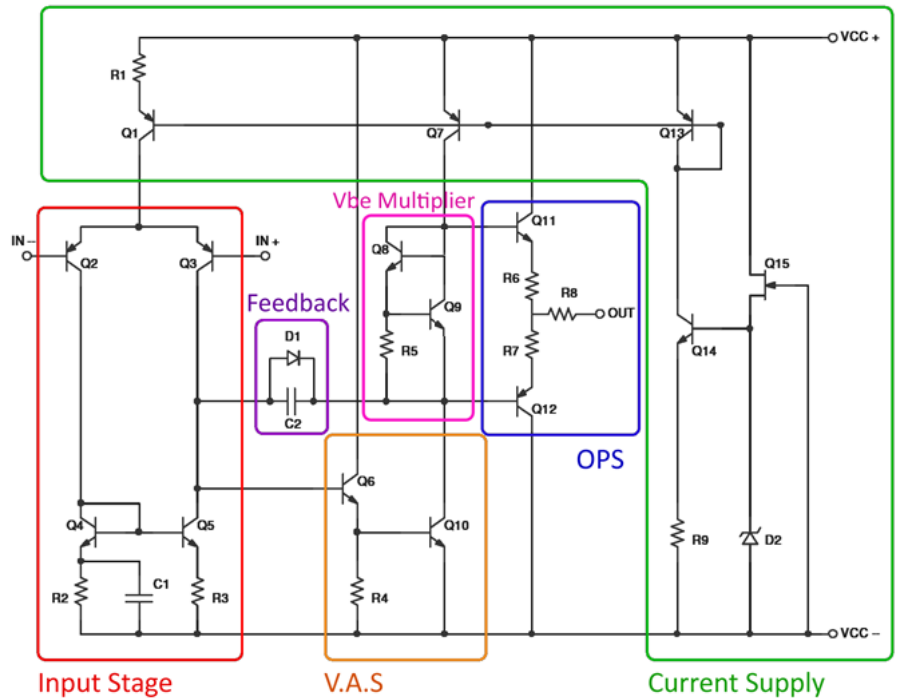 VCC +
R1
Q1
Q7
Q13
Vbe Multiplier
IN –
Q2
Q3
IN +
Q8
Q11
Q15
Feedback
R6
R8
OUT
Q9
D1
R5
R7
Q14
C2
Q12
OPS
Q6
Q4
Q5
Q10
R9
D2
R2
C1
R3
R4
VCC –
Input Stage
V.A.S
Current Supply